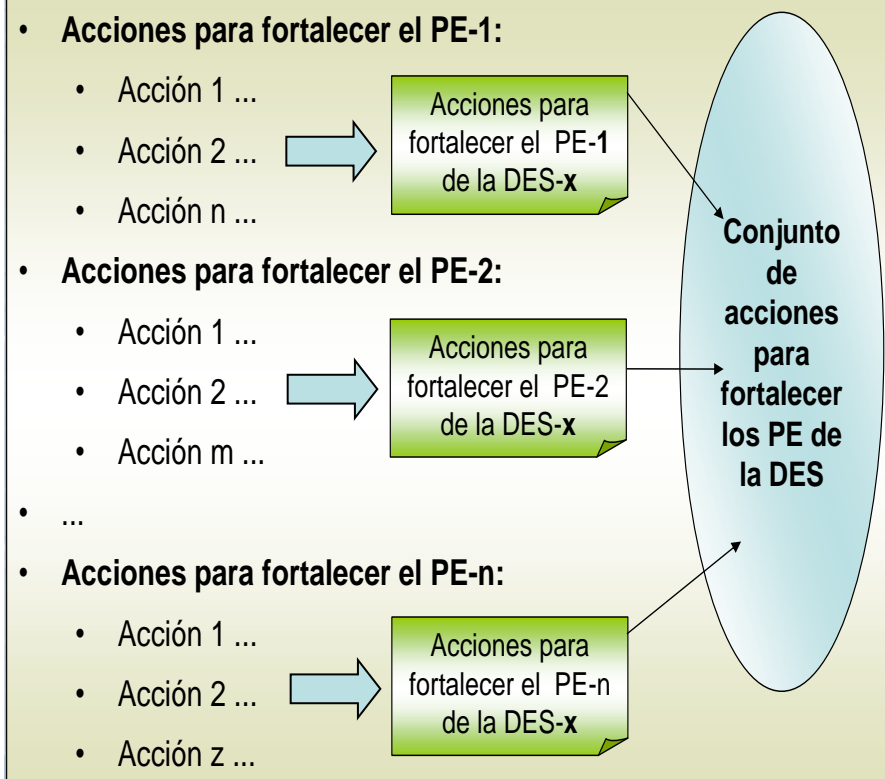 • Acciones para fortalecer el PE-1:
• Acción 1 ...
• Acción 2 ...
• Acción n ...
Acciones para
fortalecer el PE-1
de la DES-x
• Acciones para fortalecer el PE-2:
• Acción 1 ...
• Acción 2 ...
• Acción m ...
Acciones para
fortalecer el PE-2
de la DES-x
• ...
• Acciones para fortalecer el PE-n:
• Acción 1 ...
• Acción 2 ...
• Acción z ...
Acciones para
fortalecer el PE-n
de la DES-x
Conjunto
de
acciones
para
fortalecer
los PE de
la DES